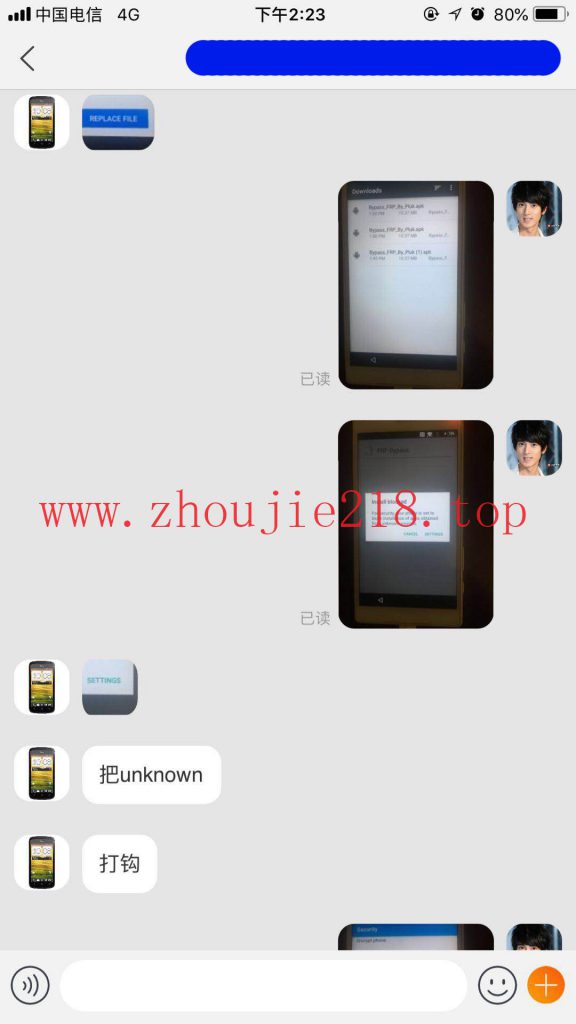 中国电信 4G 下午2:23 80%
REPLACE FILE
Downloads
Bypass_FRP_By_Pluk.apk
Bypass_FRP_By_Pluk.apk
Bypass_FRP_By_Pluk (1).apk
已读
FRP Bypass
Install blocked
CANCEL SETTINGS
www.zhoujie218.top
已读
SETTINGS
把unknown
打钩
Security
Encrypt phone